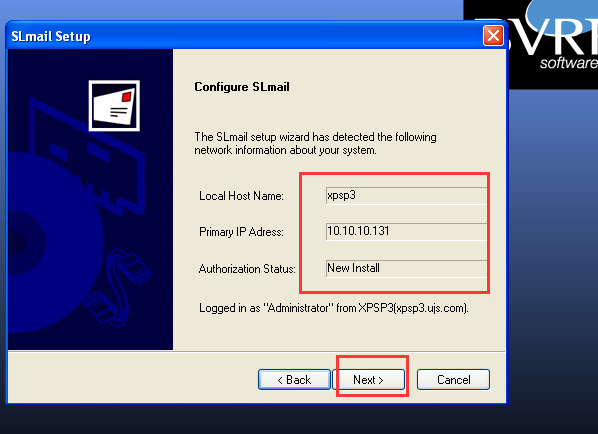 SLmail Setup
software
Configure SLmail
The SLmail setup wizard has detected the following
network information about your system.
Local Host Name: xpsp3
Primary IP Adress: 10.10.10.131
Authorization Status: New Install
Logged in as "Administrator" from XPSP3(xpsp3.ujs.com).
< Back Next > Cancel